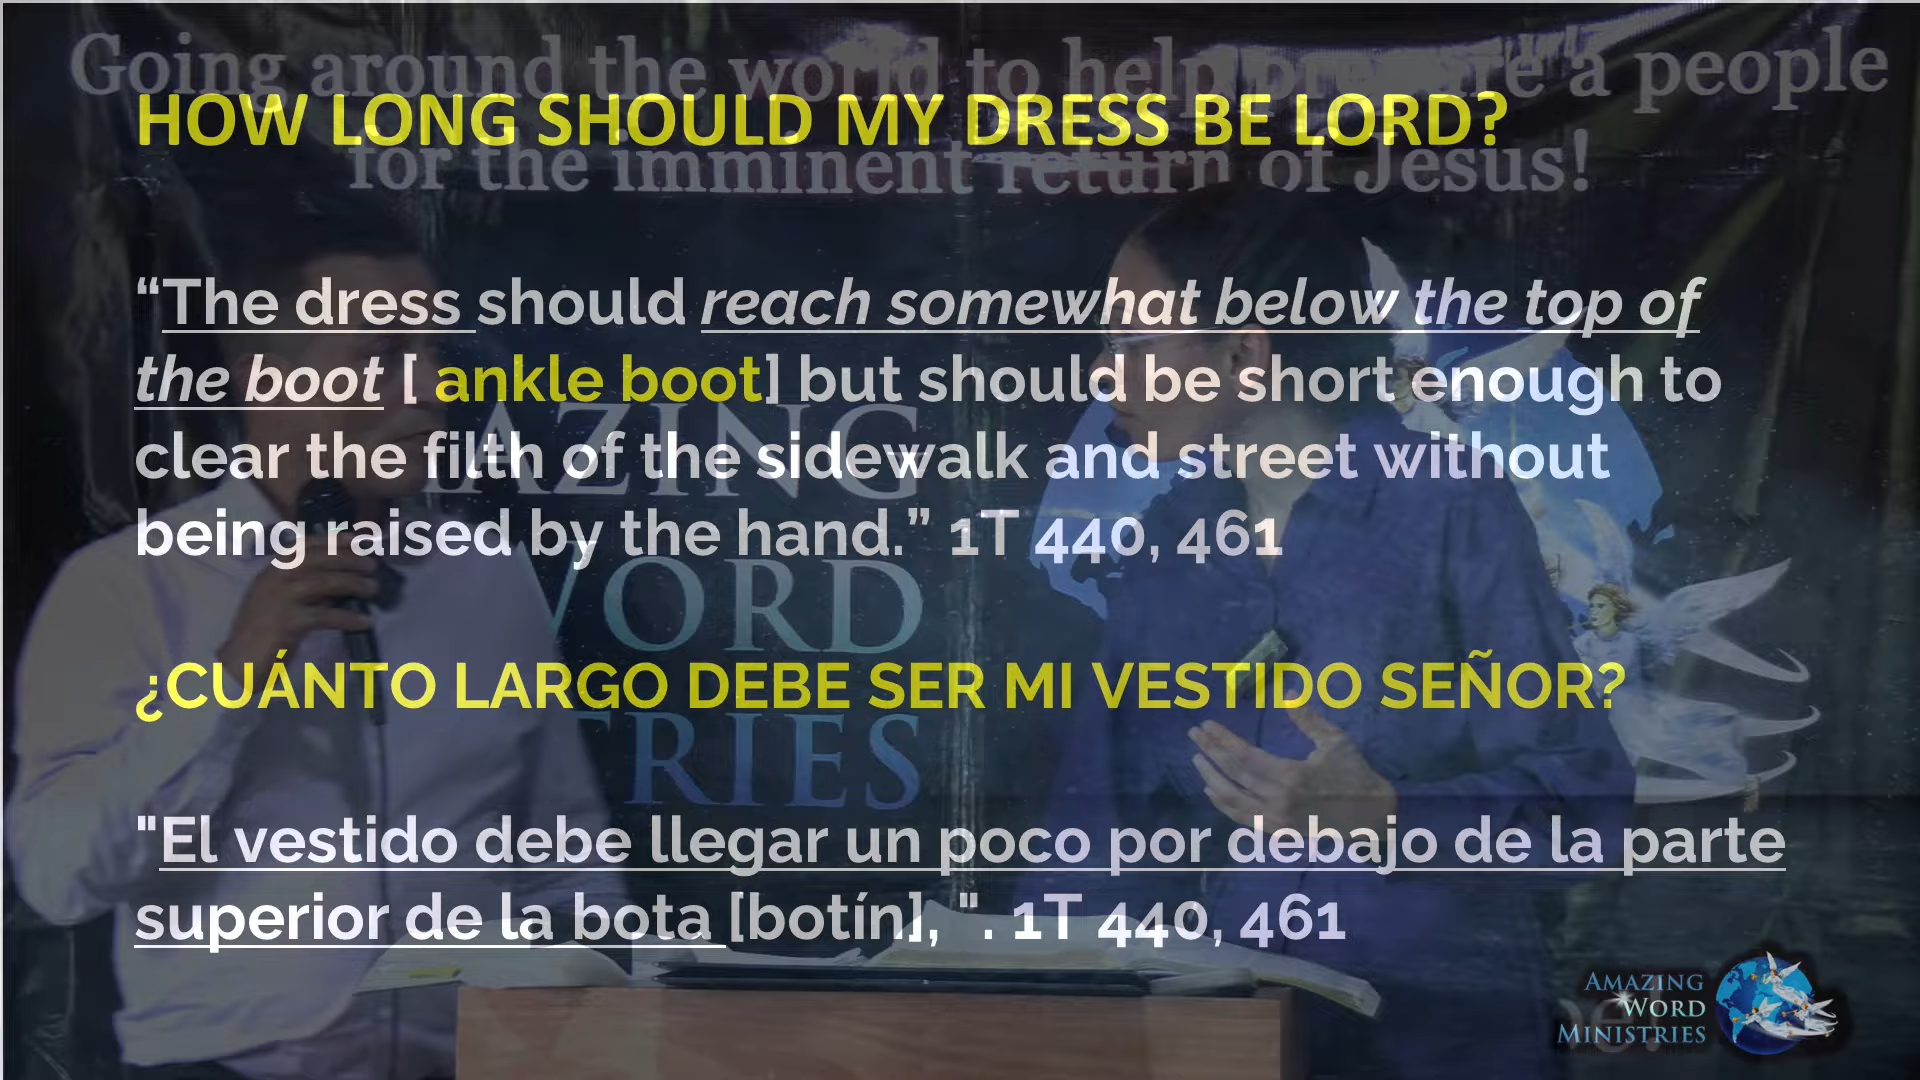 Going around the world to help prepare a people
HOW LONG SHOULD MY DRESS BE LORD?
for the imminent return of Jesus!
“The dress should reach somewhat below the top of
the boot [ ankle boot] but should be short enough to
clear the filth of the sidewalk and street without
being raised by the hand.” 1T 440, 461
AZING
WORD
TRIES
¿CUÁNTO LARGO DEBE SER MI VESTIDO SEÑOR?
"El vestido debe llegar un poco por debajo de la parte
superior de la bota [botín], ". 1T 440, 461
AMAZING
WORD
MINISTRIES